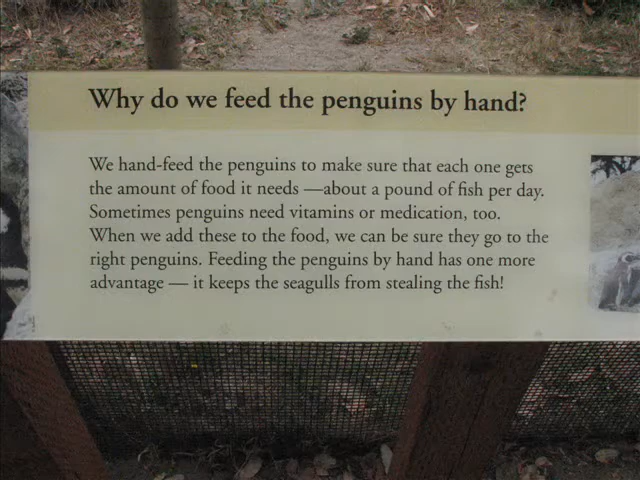 Why do we feed the penguins by hand?
We hand-feed the penguins to make sure that each one gets
the amount of food it needs —about a pound of fish per day.
Sometimes penguins need vitamins or medication, too.
When we add these to the food, we can be sure they go to the
right penguins. Feeding the penguins by hand has one more
advantage — it keeps the seagulls from stealing the fish!